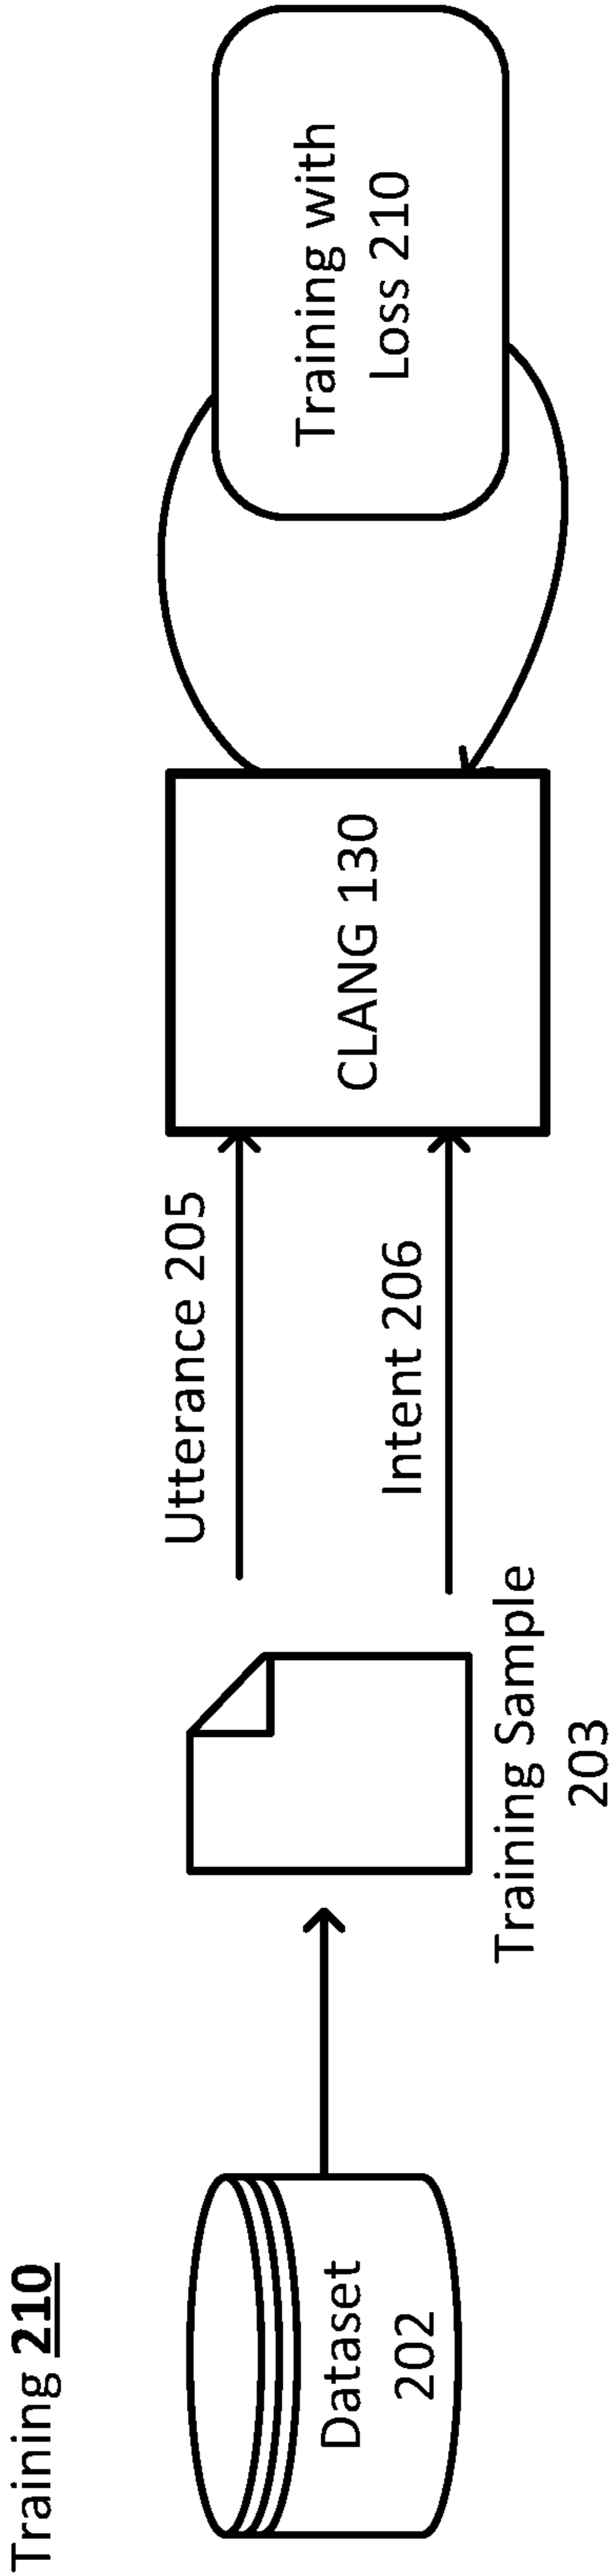 Training 210
Dataset
202
Training Sample
203
Utterance 205
Intent 206
CLANG 130
Training with
Loss 210